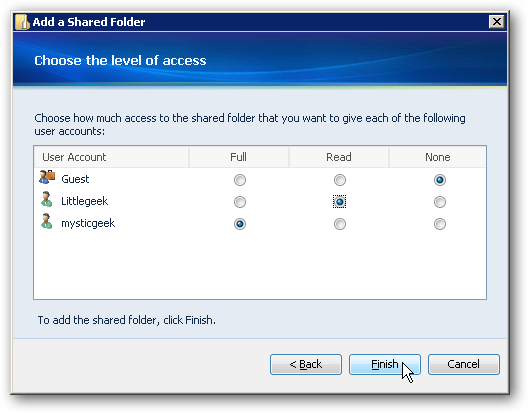 Add a Shared Folder
Choose the level of access
Choose how much access to the shared folder that you want to give each of the following
user accounts:
User Account Full Read None
Guest
Littlegeek
mysticgeek
To add the shared folder, click Finish.
< Back Finish Cancel